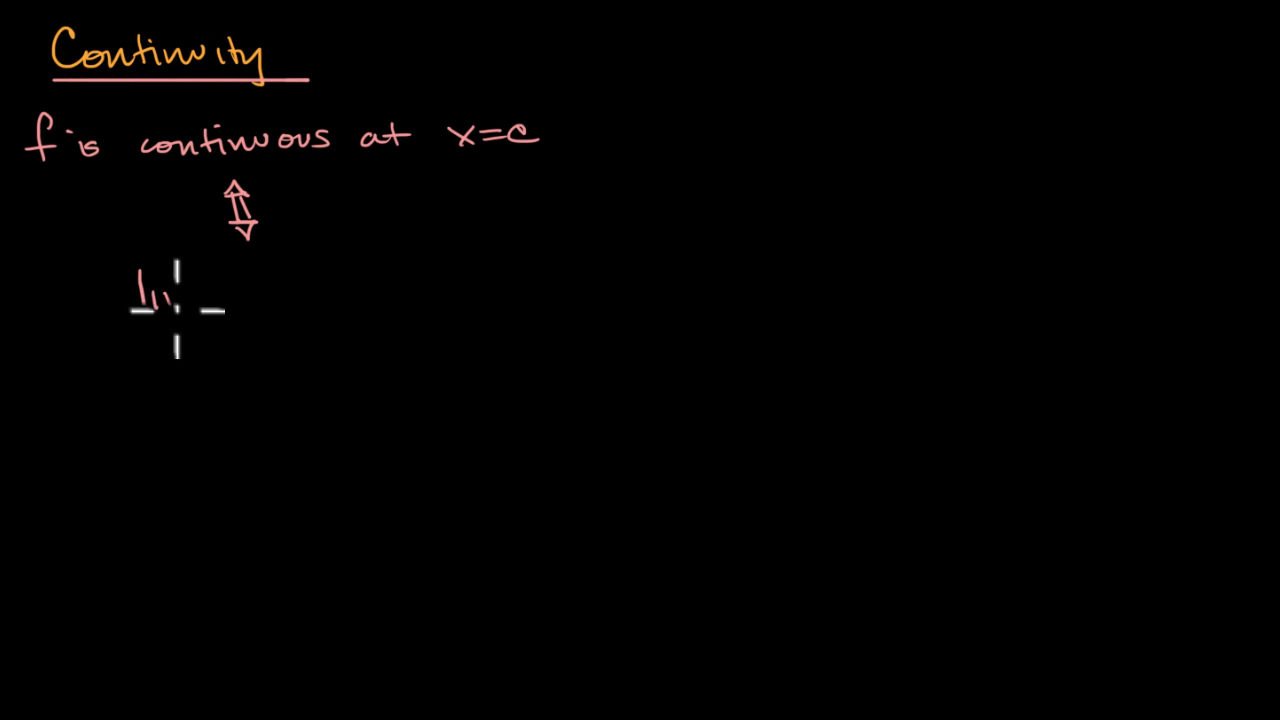 Continuity
f is continuous at x=c
⇕